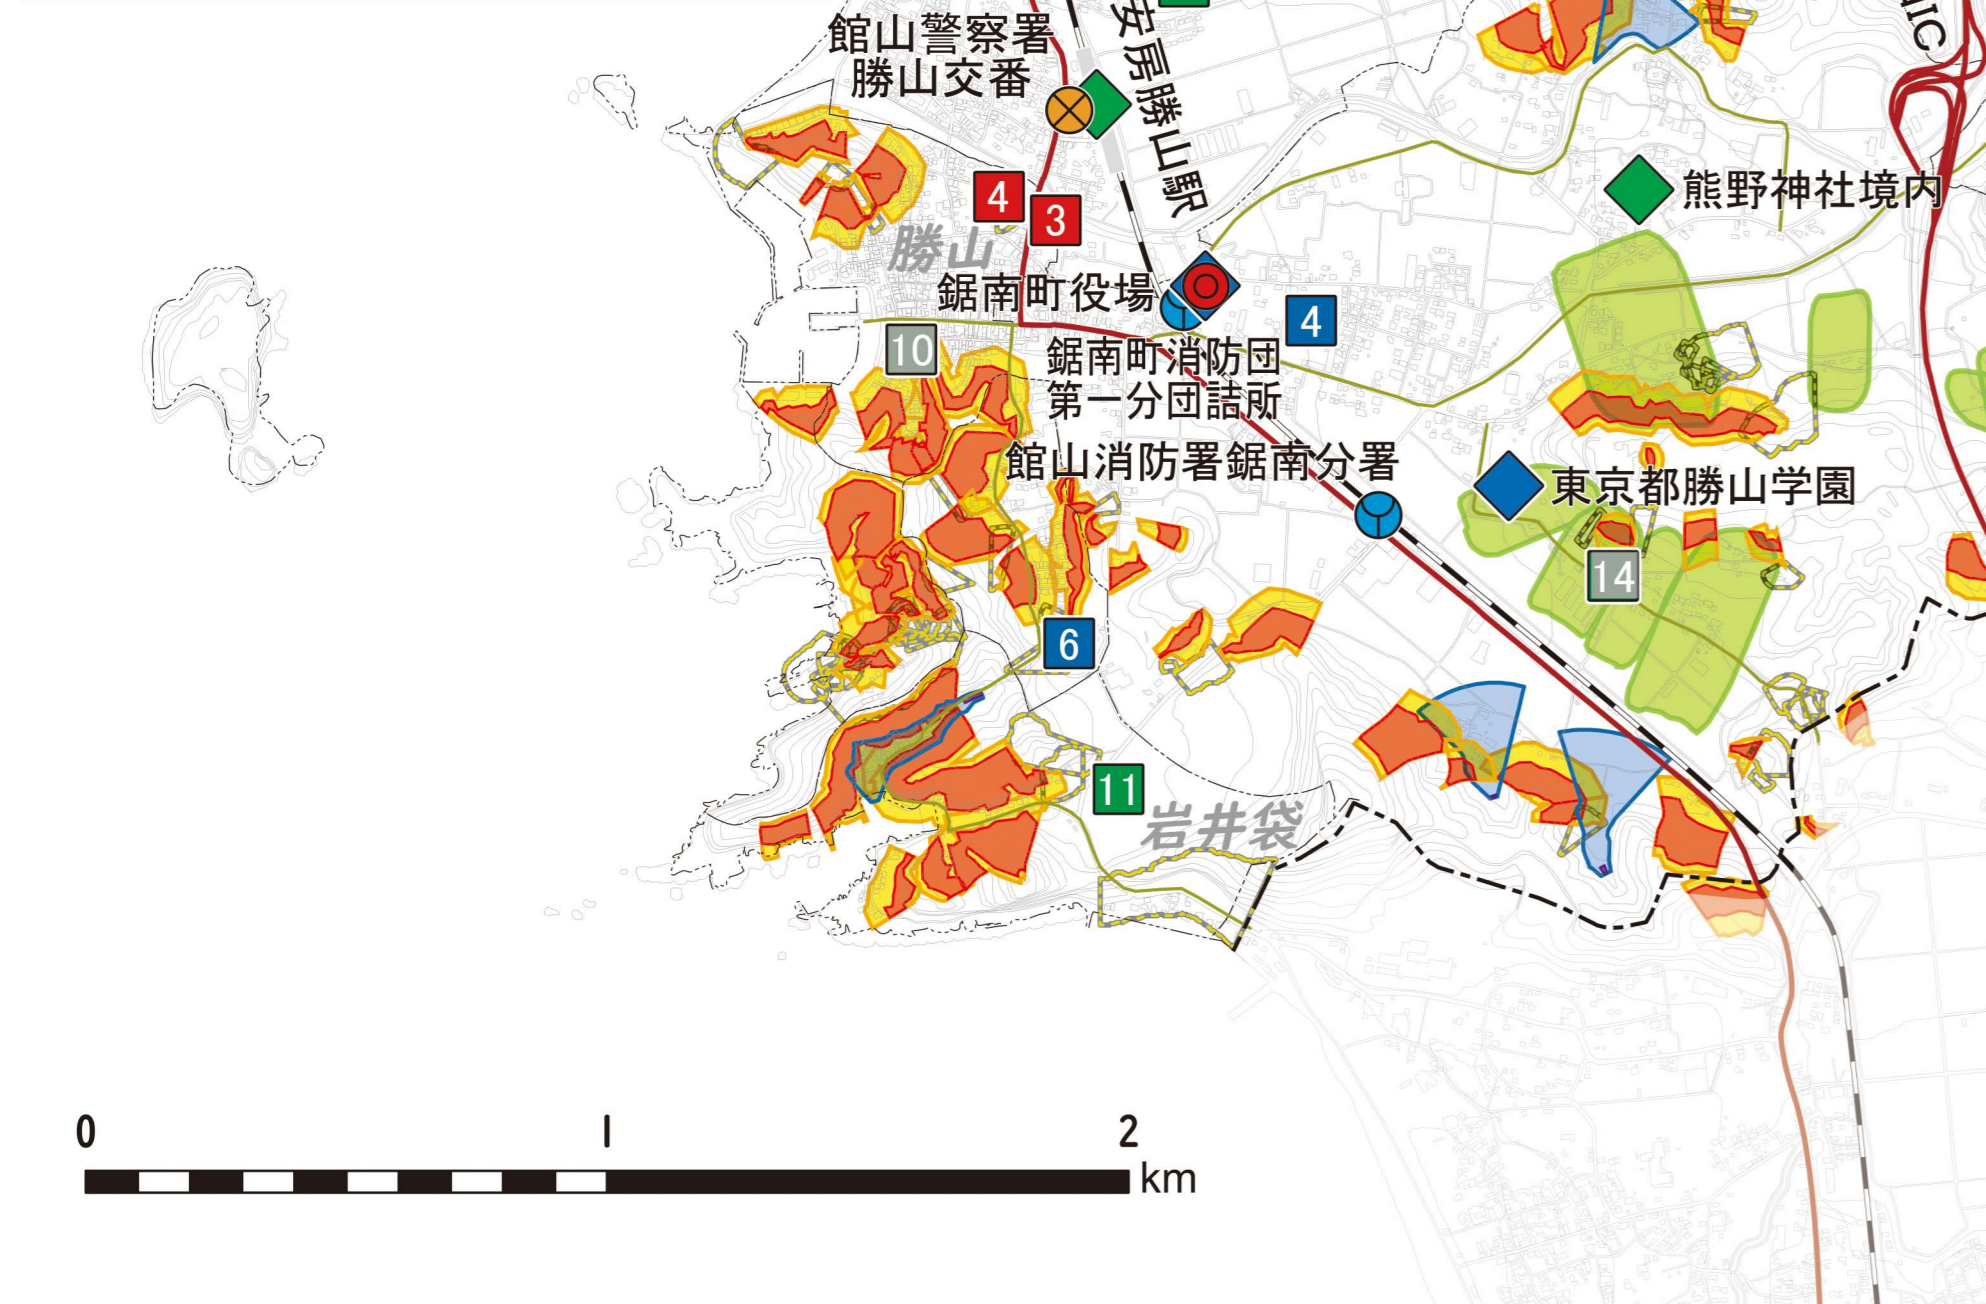 館山警察署
勝山交番
安房勝山駅
IC
熊野神社境内
4
3
勝山
鋸南町役場
4
10
鋸南町消防団
第一分団詰所
館山消防署鋸南分署
東京都勝山学園
14
6
11
岩井袋
0 1 2
km